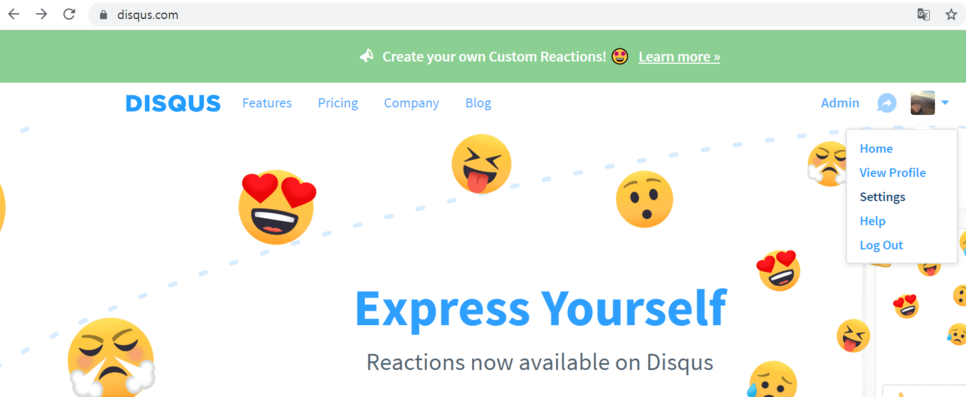 disqus.com
Create your own Custom Reactions! Learn more »
DISQUS Features Pricing Company Blog Admin
Home
View Profile
Settings
Help
Log Out
Express Yourself
Reactions now available on Disqus